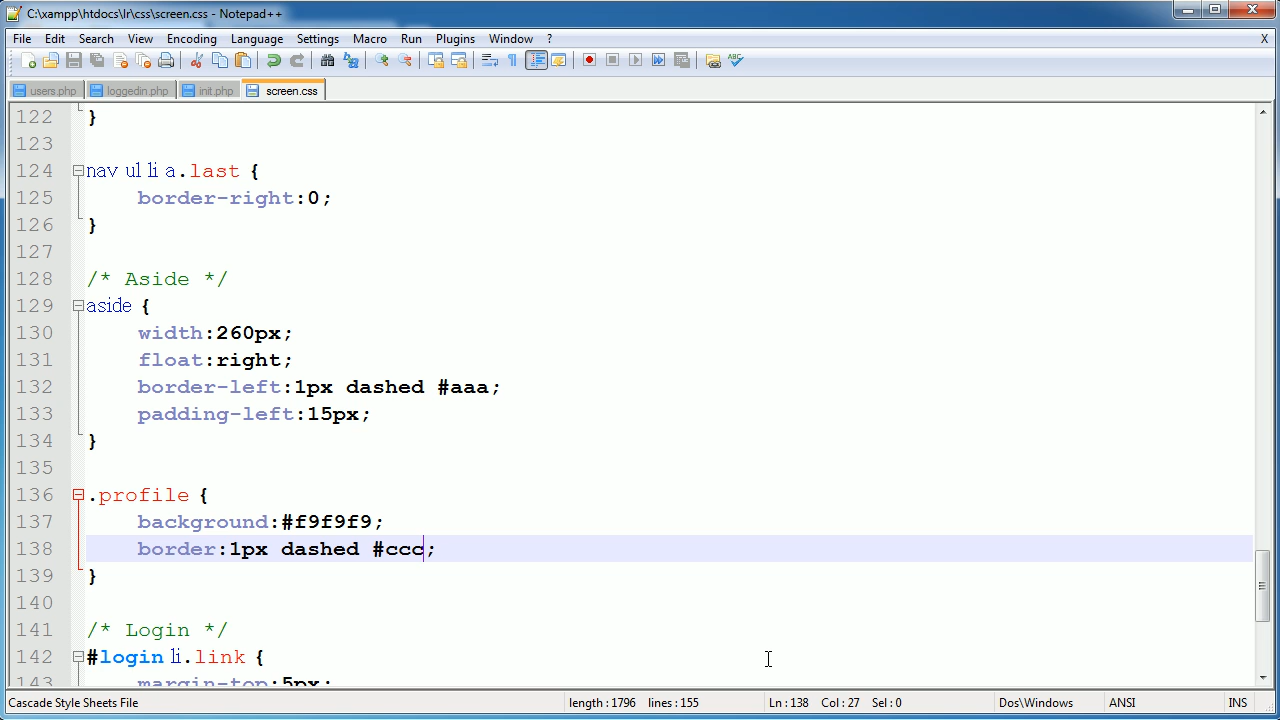 C:\xampp\htdocs\lr\css\screen.css - Notepad++
File Edit Search View Encoding Language Settings Macro Run Plugins Window ? X
users.php loggedin.php init.php screen.css
122 }
123
124 nav ul li a.last {
125 border-right:0;
126 }
127
128 /* Aside */
129 aside {
130 width:260px;
131 float:right;
132 border-left:1px dashed #aaa;
133 padding-left:15px;
134 }
135
136 .profile {
137 background:#f9f9f9;
138 border:1px dashed #ccc;
139 }
140
141 /* Login */
142 #login li.link {
143 margin-top:5px;
Cascade Style Sheets File length : 1796 lines : 155 Ln : 138 Col : 27 Sel : 0 Dos\Windows ANSI INS